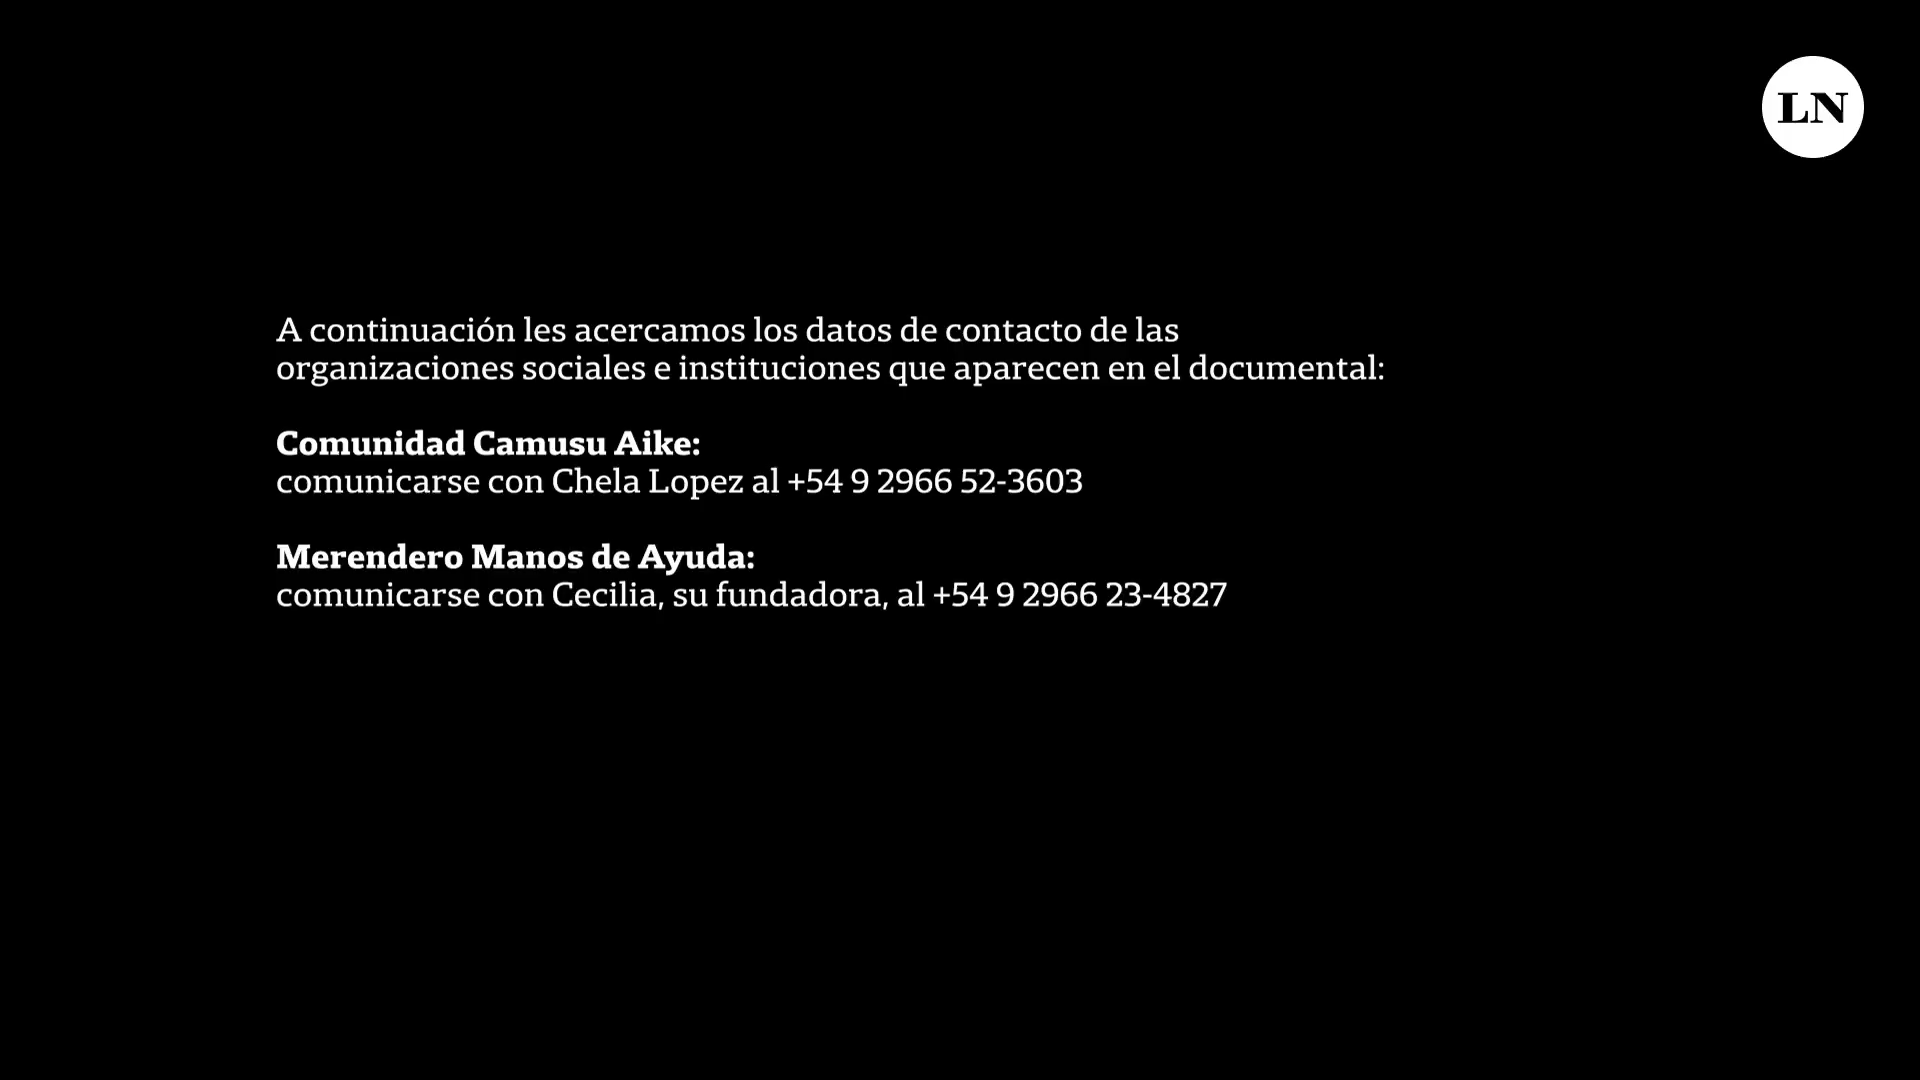 LN
A continuación les acercamos los datos de contacto de las
organizaciones sociales e instituciones que aparecen en el documental:
Comunidad Camusu Aike:
comunicarse con Chela Lopez al +54 9 2966 52-3603
Merendero Manos de Ayuda:
comunicarse con Cecilia, su fundadora, al +54 9 2966 23-4827